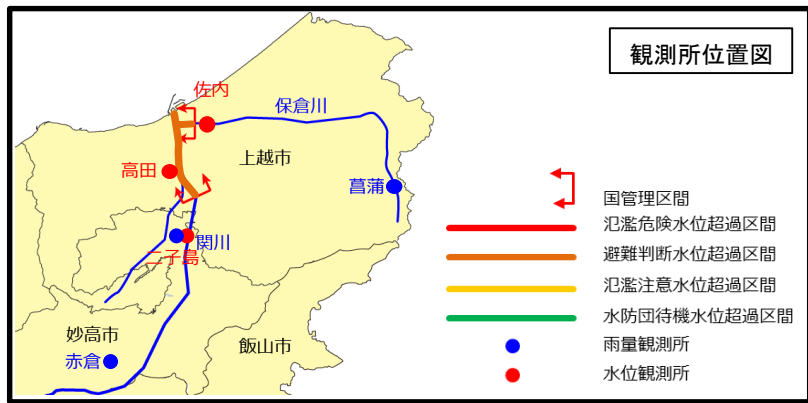 観測所位置図
佐内
保倉川
高田
上越市
菖蒲
国管理区間
氾濫危険水位超過区間
関川
二子島
避難判断水位超過区間
氾濫注意水位超過区間
水防団待機水位超過区間
妙高市
飯山市
赤倉
雨量観測所
水位観測所